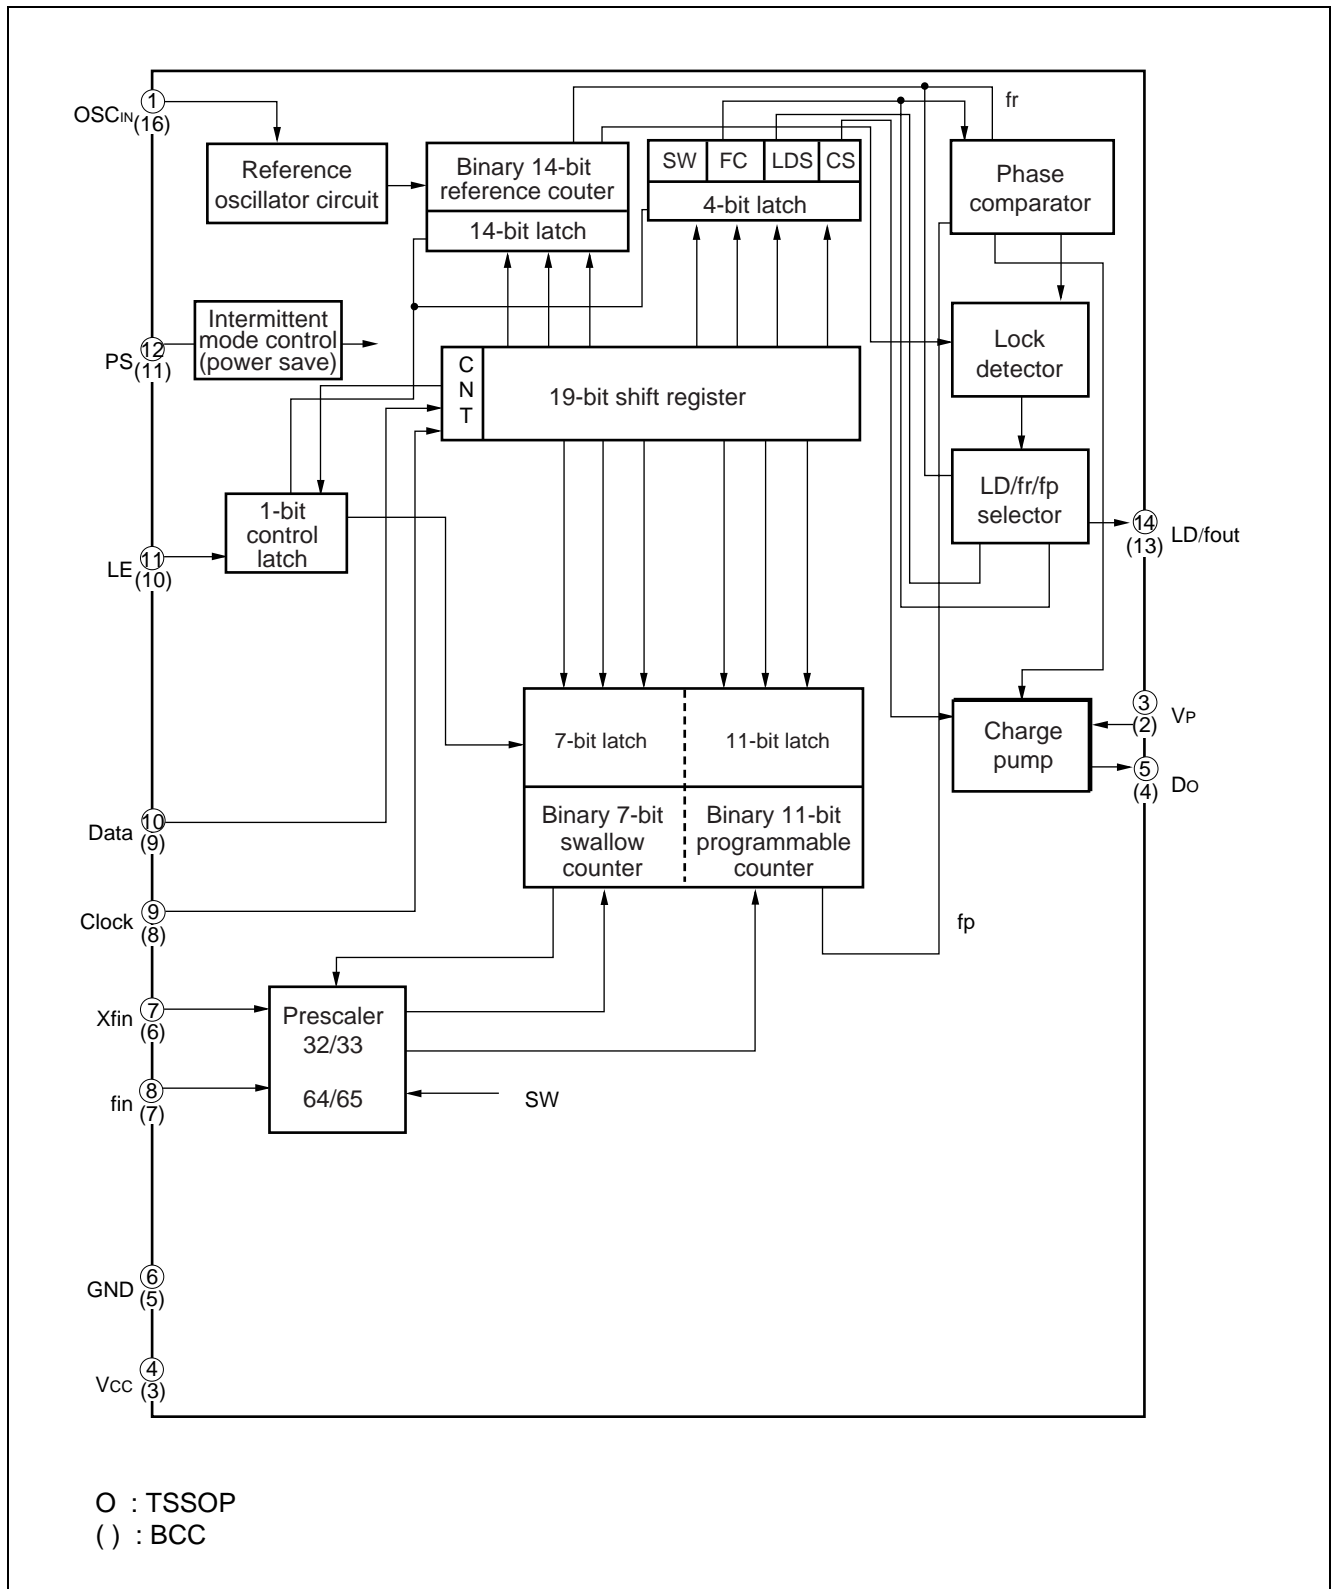 OSCIN
1
(16)
Reference
oscillator circuit
Binary 14-bit
reference couter
14-bit latch
SW
FC
LDS
CS
4-bit latch
fr
Phase
comparator
Intermittent
mode control
(power save)
PS
12
(11)
C
N
T
19-bit shift register
Lock
detector
LD/fr/fp
selector
14
(13)
LD/fout
1-bit
control
latch
LE
11
(10)
7-bit latch
11-bit latch
Binary 7-bit
swallow
counter
Binary 11-bit
programmable
counter
Charge
pump
3
(2)
VP
5
(4)
DO
Data
10
(9)
Clock
9
(8)
fp
Xfin
7
(6)
Prescaler
32/33
64/65
SW
fin
8
(7)
GND
6
(5)
VCC
4
(3)
O : TSSOP
( ) : BCC